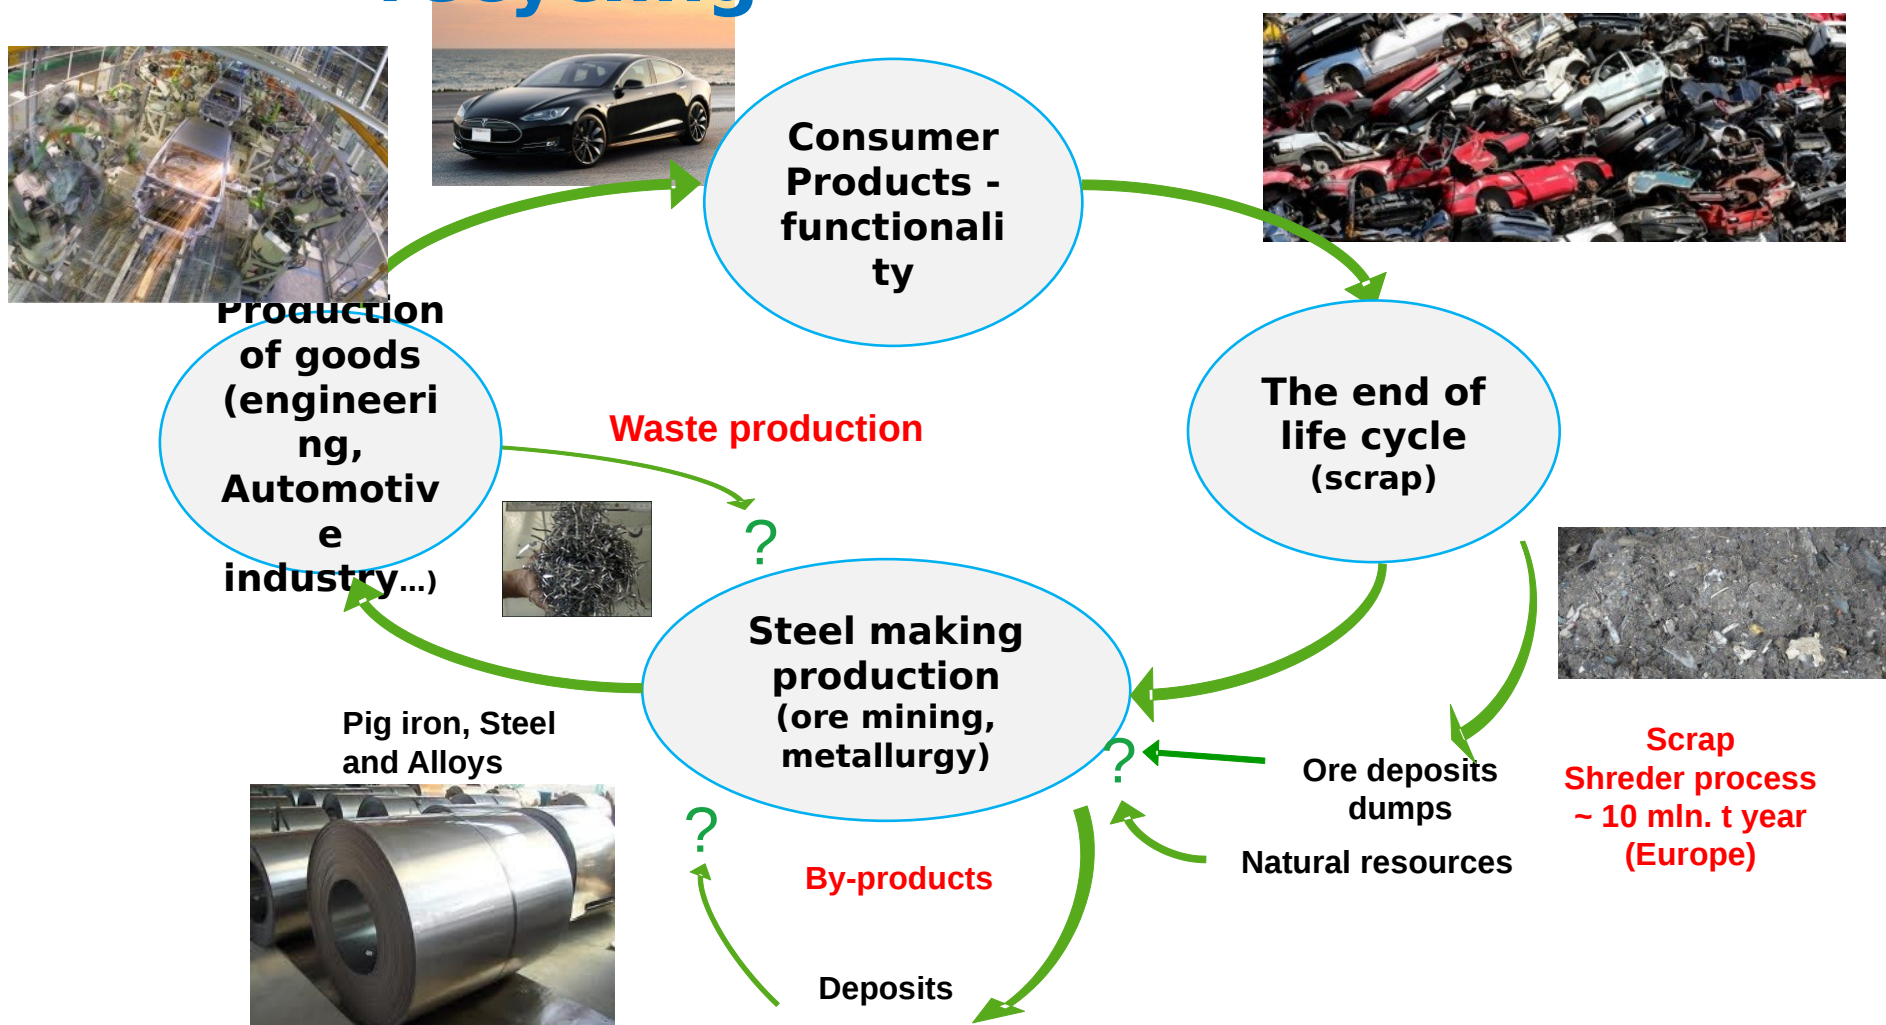 recycling
Consumer
Products -
functionali
ty
Production
of goods
(engineeri
ng,
Automotiv
e
industry...)
Waste production
?
The end of
life cycle
(scrap)
Steel making
production
(ore mining,
metallurgy)
?
Pig iron, Steel
and Alloys
?
By-products
Deposits
Ore deposits
dumps
Natural resources
Scrap
Shreder process
~ 10 mln. t year
(Europe)